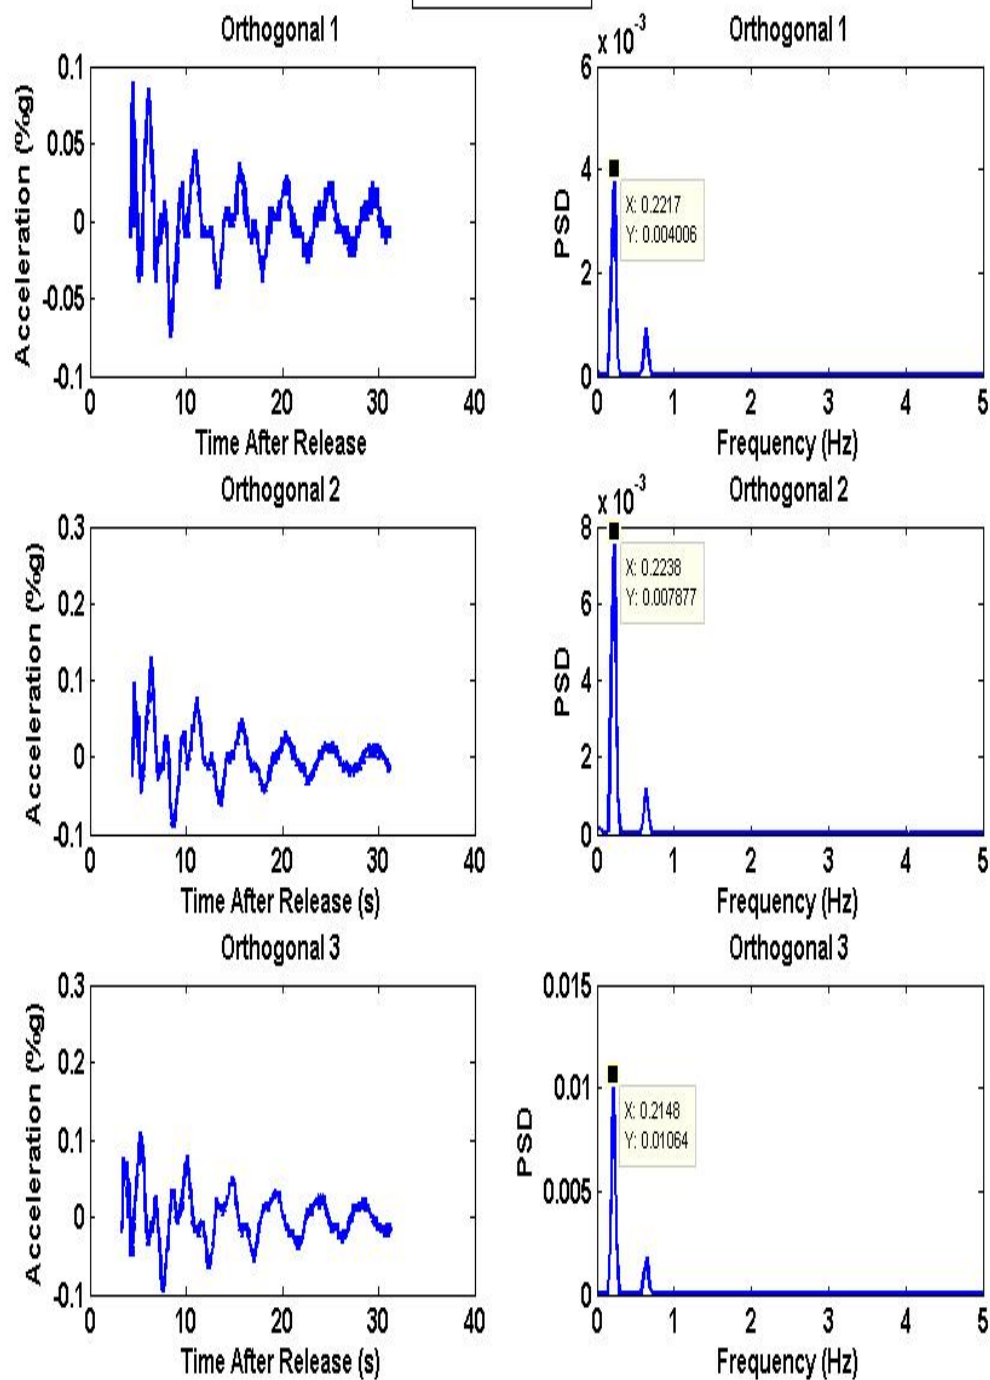 Orthogonal 1
0.1
0.05
0
-0.05
-0.1
0 10 20 30 40
Acceleration (%g)
Time After Release
Orthogonal 1
x 10-3
6
4
2
0
0 1 2 3 4 5
PSD
X: 0.2217
Y: 0.004006
Frequency (Hz)
Orthogonal 2
0.3
0.2
0.1
0
-0.1
0 10 20 30 40
Acceleration (%g)
Time After Release (s)
Orthogonal 2
x 10-3
8
6
4
2
0
0 1 2 3 4 5
PSD
X: 0.2238
Y: 0.007877
Frequency (Hz)
Orthogonal 3
0.3
0.2
0.1
0
-0.1
0 10 20 30 40
Acceleration (%g)
Time After Release (s)
Orthogonal 3
0.015
0.01
0.005
0
0 1 2 3 4 5
PSD
X: 0.2148
Y: 0.01064
Frequency (Hz)